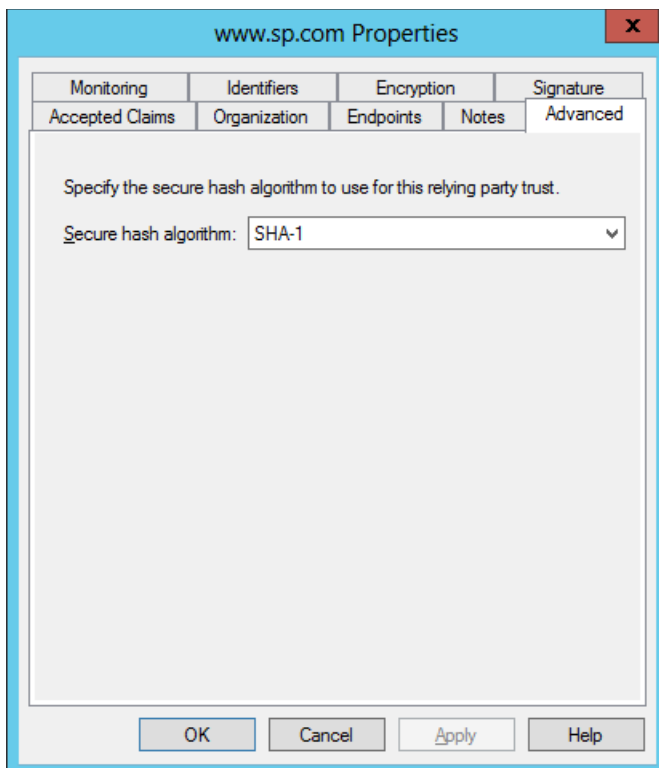 www.sp.com Properties
x
Monitoring Identifiers Encryption Signature
Accepted Claims Organization Endpoints Notes Advanced
Specify the secure hash algorithm to use for this relying party trust.
Secure hash algorithm: SHA-1
OK Cancel Apply Help